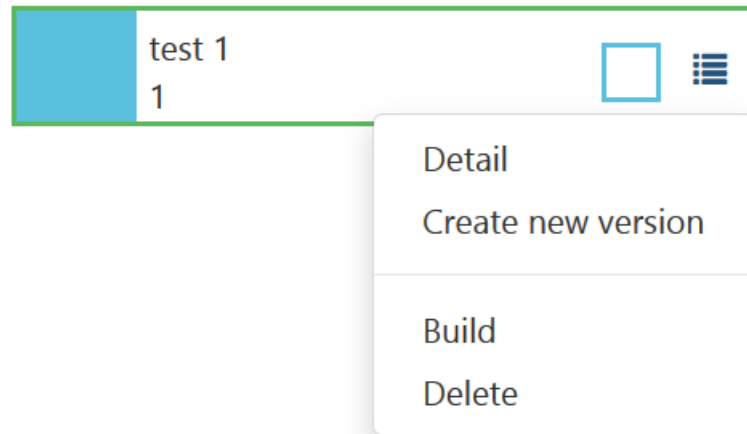 test 1
1
Detail
Create new version
Build
Delete